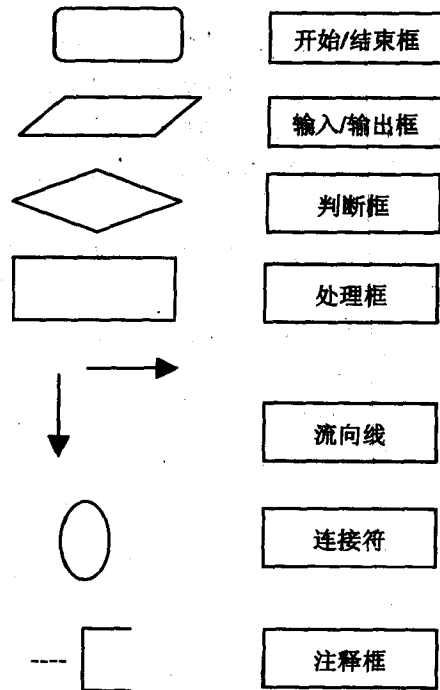 开始/结束框
输入/输出框
判断框
处理框
流向线
连接符
注释框